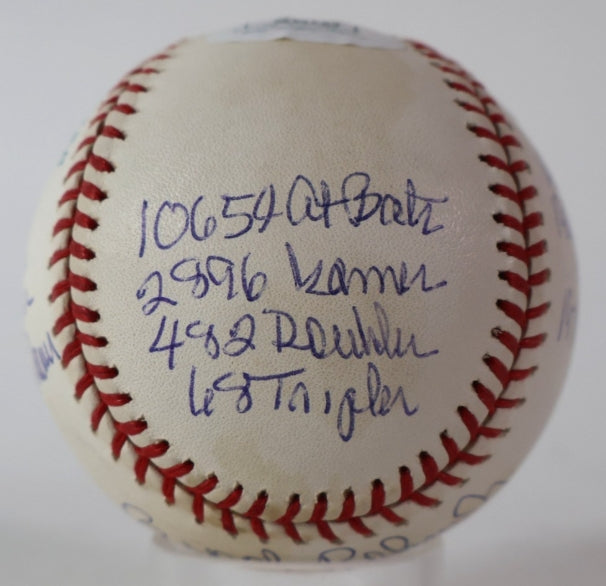 10654 At Bats
2896 Games
482 Doubles
68 Triples